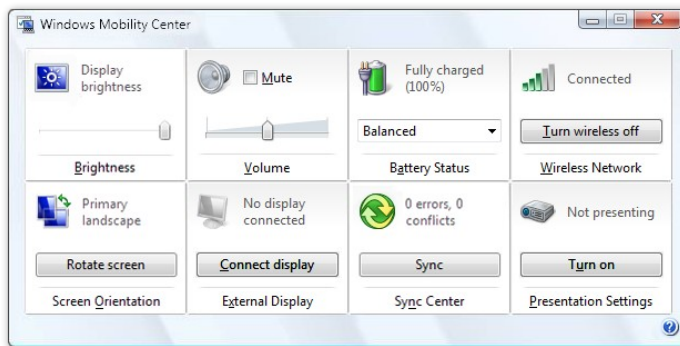 Windows Mobility Center
Display
brightness
Brightness
Mute
Volume
Fully charged
(100%)
Balanced
Battery Status
Connected
Turn wireless off
Wireless Network
Primary
landscape
Rotate screen
Screen Orientation
No display
connected
Connect display
External Display
0 errors, 0
conflicts
Sync
Sync Center
Not presenting
Turn on
Presentation Settings